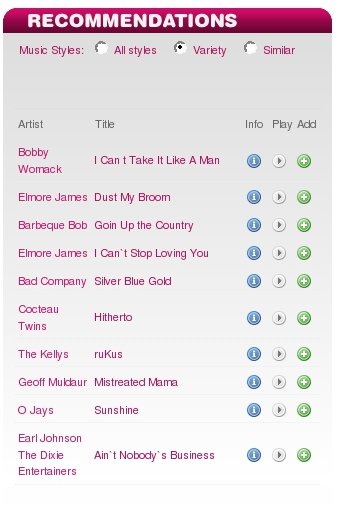 RECOMMENDATIONS
Music Styles: All styles Variety Similar
Artist Title Info Play Add
Bobby
Womack
I Can t Take It Like A Man
Elmore James Dust My Broom
Barbeque Bob Goin Up the Country
Elmore James I Can`t Stop Loving You
Bad Company Silver Blue Gold
Cocteau
Twins
Hitherto
The Kellys ruKus
Geoff Muldaur Mistreated Mama
O Jays Sunshine
Earl Johnson
The Dixie
Entertainers
Ain`t Nobody`s Business